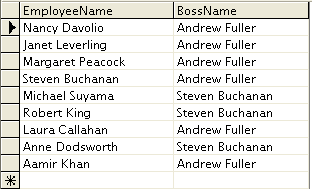 EmployeeName BossName
Nancy Davolio Andrew Fuller
Janet Leverling Andrew Fuller
Margaret Peacock Andrew Fuller
Steven Buchanan Andrew Fuller
Michael Suyama Steven Buchanan
Robert King Steven Buchanan
Laura Callahan Andrew Fuller
Anne Dodsworth Steven Buchanan
Aamir Khan Andrew Fuller